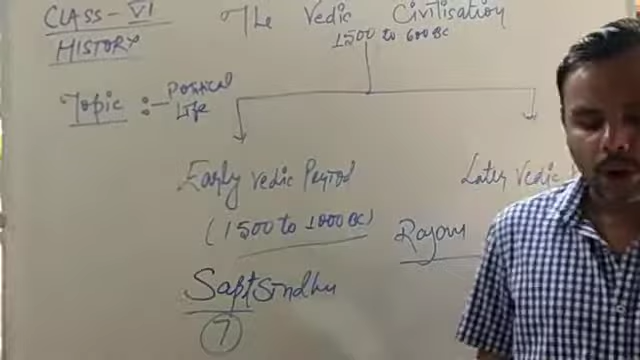 CLASS-VI
HISTORY
The Vedic Civilisation
1500 to 600 BC
Topic :- Political Life
Early Vedic Period
(1500 to 1000 BC)
Later Vedic
Rajan
SaptSindhu
7